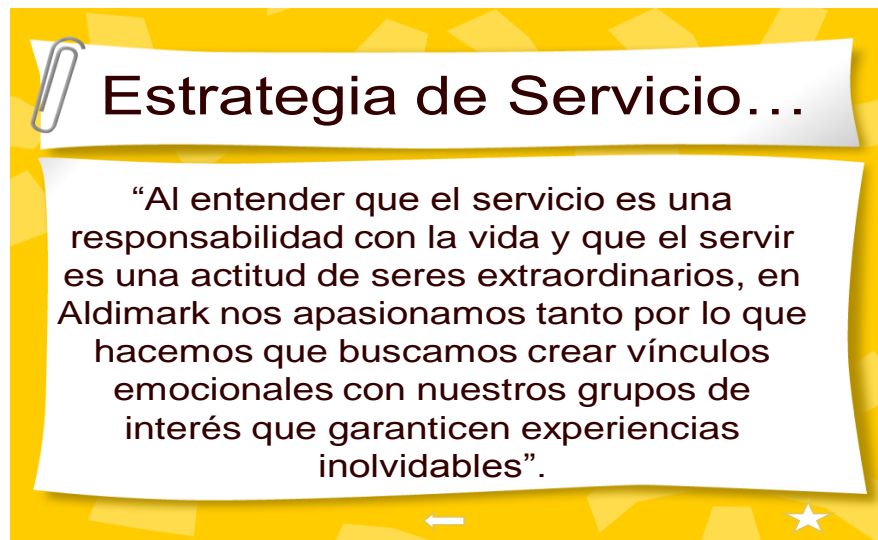 Estrategia de Servicio…
“Al entender que el servicio es una
responsabilidad con la vida y que el servir
es una actitud de seres extraordinarios, en
Aldimark nos apasionamos tanto por lo que
hacemos que buscamos crear vínculos
emocionales con nuestros grupos de
interés que garanticen experiencias
inolvidables”.